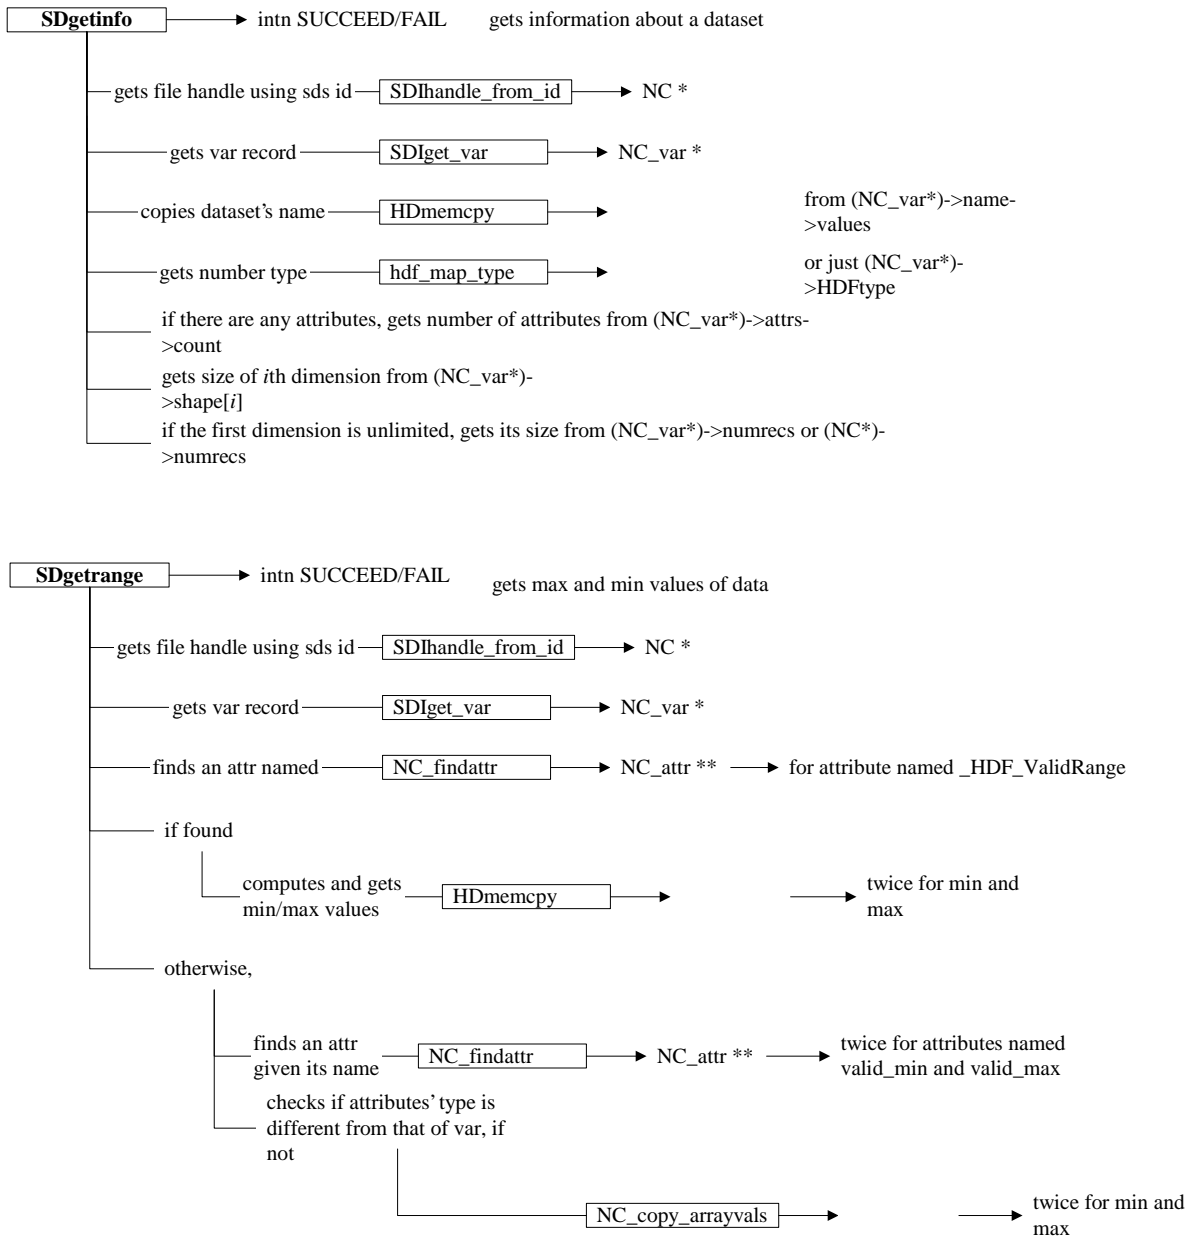 SDgetinfo intn SUCCEED/FAIL gets information about a dataset
gets file handle using sds id SDIhandle_from_id NC *
gets var record SDIget_var NC_var *
copies dataset's name HDmemcpy from (NC_var*)->name-
>values
gets number type hdf_map_type or just (NC_var*)-
>HDFtype
if there are any attributes, gets number of attributes from (NC_var*)->attrs-
>count
gets size of ith dimension from (NC_var*)-
>shape[i]
if the first dimension is unlimited, gets its size from (NC_var*)->numrecs or (NC*)-
>numrecs
SDgetrange intn SUCCEED/FAIL gets max and min values of data
gets file handle using sds id SDIhandle_from_id NC *
gets var record SDIget_var NC_var *
finds an attr named NC_findattr NC_attr ** for attribute named _HDF_ValidRange
if found
computes and gets
min/max values
HDmemcpy
twice for min and
max
otherwise,
finds an attr
given its name
NC_findattr NC_attr **
twice for attributes named
valid_min and valid_max
checks if attributes' type is
different from that of var, if
not
NC_copy_arrayvals
twice for min and
max